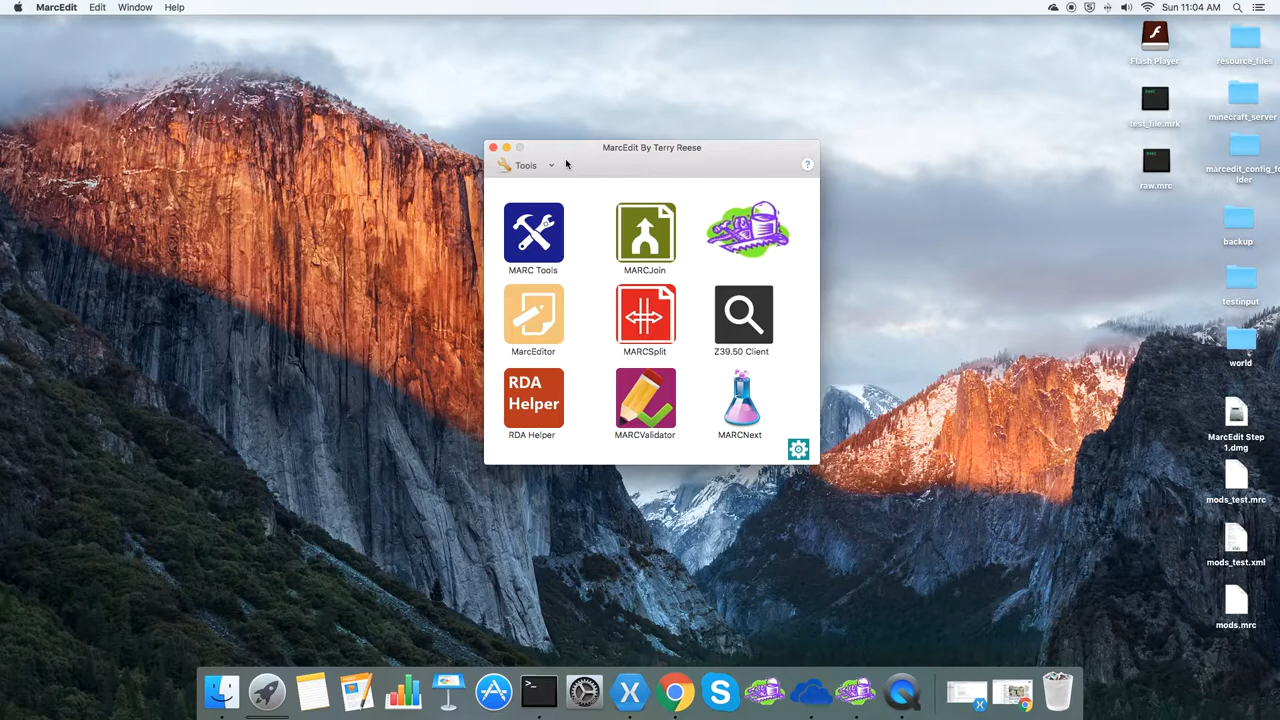 MarcEdit Edit Window Help
Sun 11:04 AM
MarcEdit By Terry Reese
Tools
?
MARC Tools
MARCJoin
MarcEditor
MARCSplit
Z39.50 Client
RDA
Helper
RDA Helper
MARCValidator
MARCNext
Flash Player
resource_files
test_file.mrk
minecraft_server
raw.mrc
marcedit_config_fo
lder
backup
testinput
world
MarcEdit Step
1.dmg
mods_test.mrc
mods_test.xml
mods.mrc